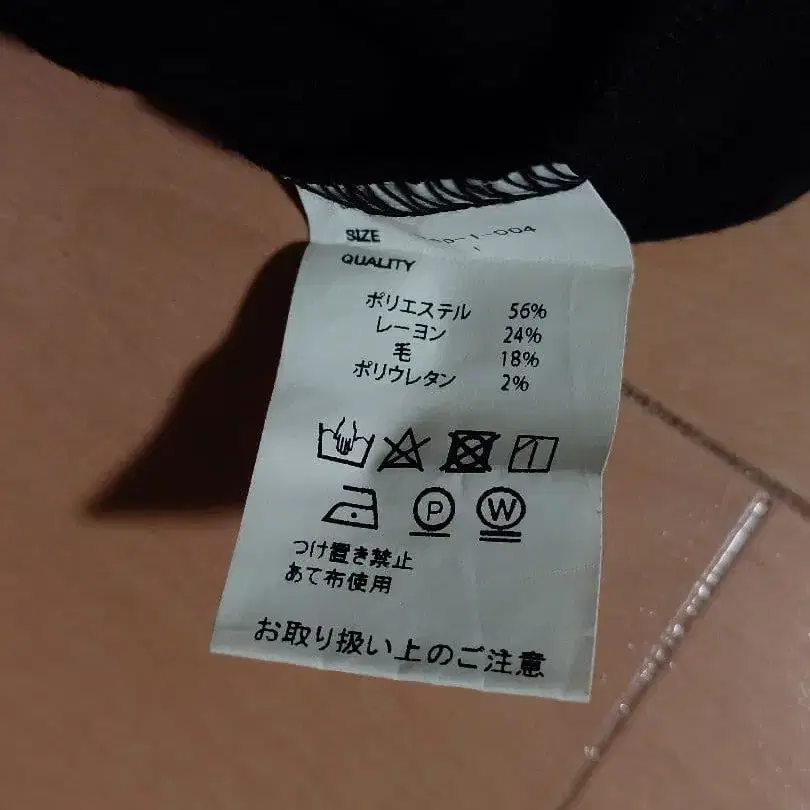 SIZE
QUALITY
ポリエステル 56%
レーヨン 24%
毛 18%
ポリウレタン 2%
P W
つけ置き禁止
あて布使用
お取り扱い上のご注意